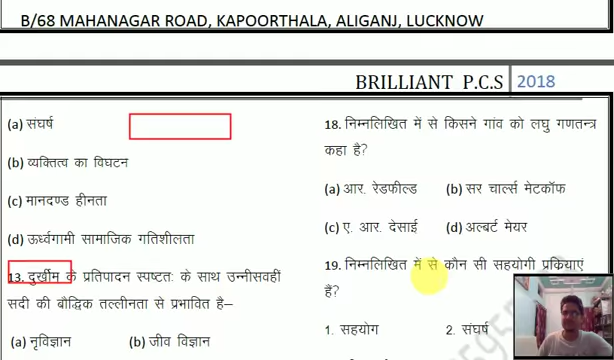 B/68 MAHANAGAR ROAD, KAPOORTHALA, ALIGANJ, LUCKNOW
BRILLIANT P.C.S 2018
(a) संघर्ष
(b) व्यक्तित्व का विघटन
(c) मानदण्ड हीनता
(d) ऊर्ध्वगामी सामाजिक गतिशीलता
13. दुर्खीम के प्रतिपादन स्पष्टतः के साथ उन्नीसवहीं
सदी की बौद्विक तल्लीनता से प्रभावित है–
(a) नृविज्ञान (b) जीव विज्ञान
18. निम्नलिखित में से किसने गांव को लघु गणतन्त्र
कहा है?
(a) आर. रेडफील्ड (b) सर चार्ल्स मेटकॉफ
(c) ए. आर. देसाई (d) अल्बर्ट मेयर
19. निम्नलिखित में से कौन सी सहयोगी प्रकियाएं
हैं?
1. सहयोग 2. संघर्ष